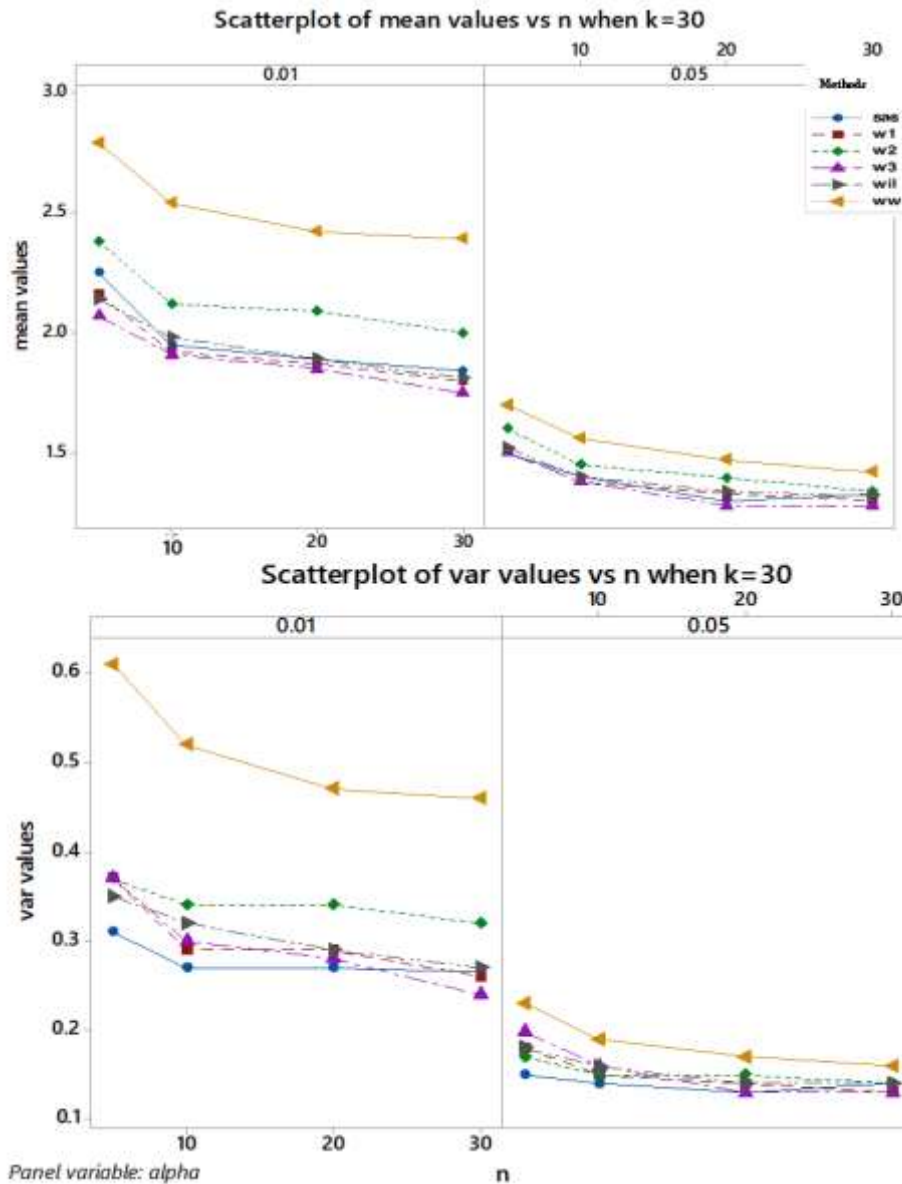 Scatterplot of mean values vs n when k=30
10 20 30
0.01 0.05
Methods
sas
w1
w2
w3
wil
ww
3.0
2.5
2.0
1.5
mean values
10 20 30
Scatterplot of var values vs n when k=30
10 20 30
0.01 0.05
0.6
0.5
0.4
0.3
0.2
0.1
var values
10 20 30
Panel variable: alpha
n